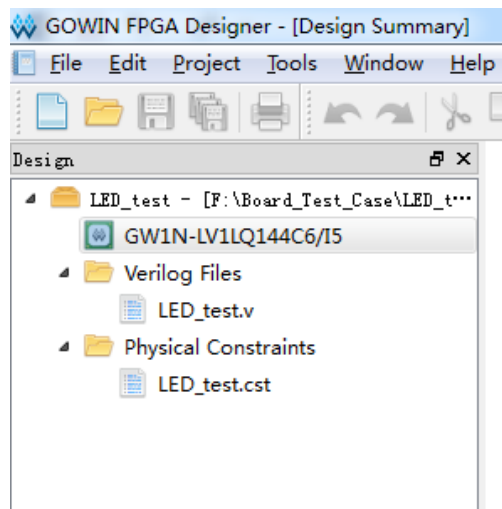 GOWIN FPGA Designer - [Design Summary]
File Edit Project Tools Window Help
Design
LED_test - [F:\Board_Test_Case\LED_t...
GW1N-LV1LQ144C6/I5
Verilog Files
LED_test.v
Physical Constraints
LED_test.cst